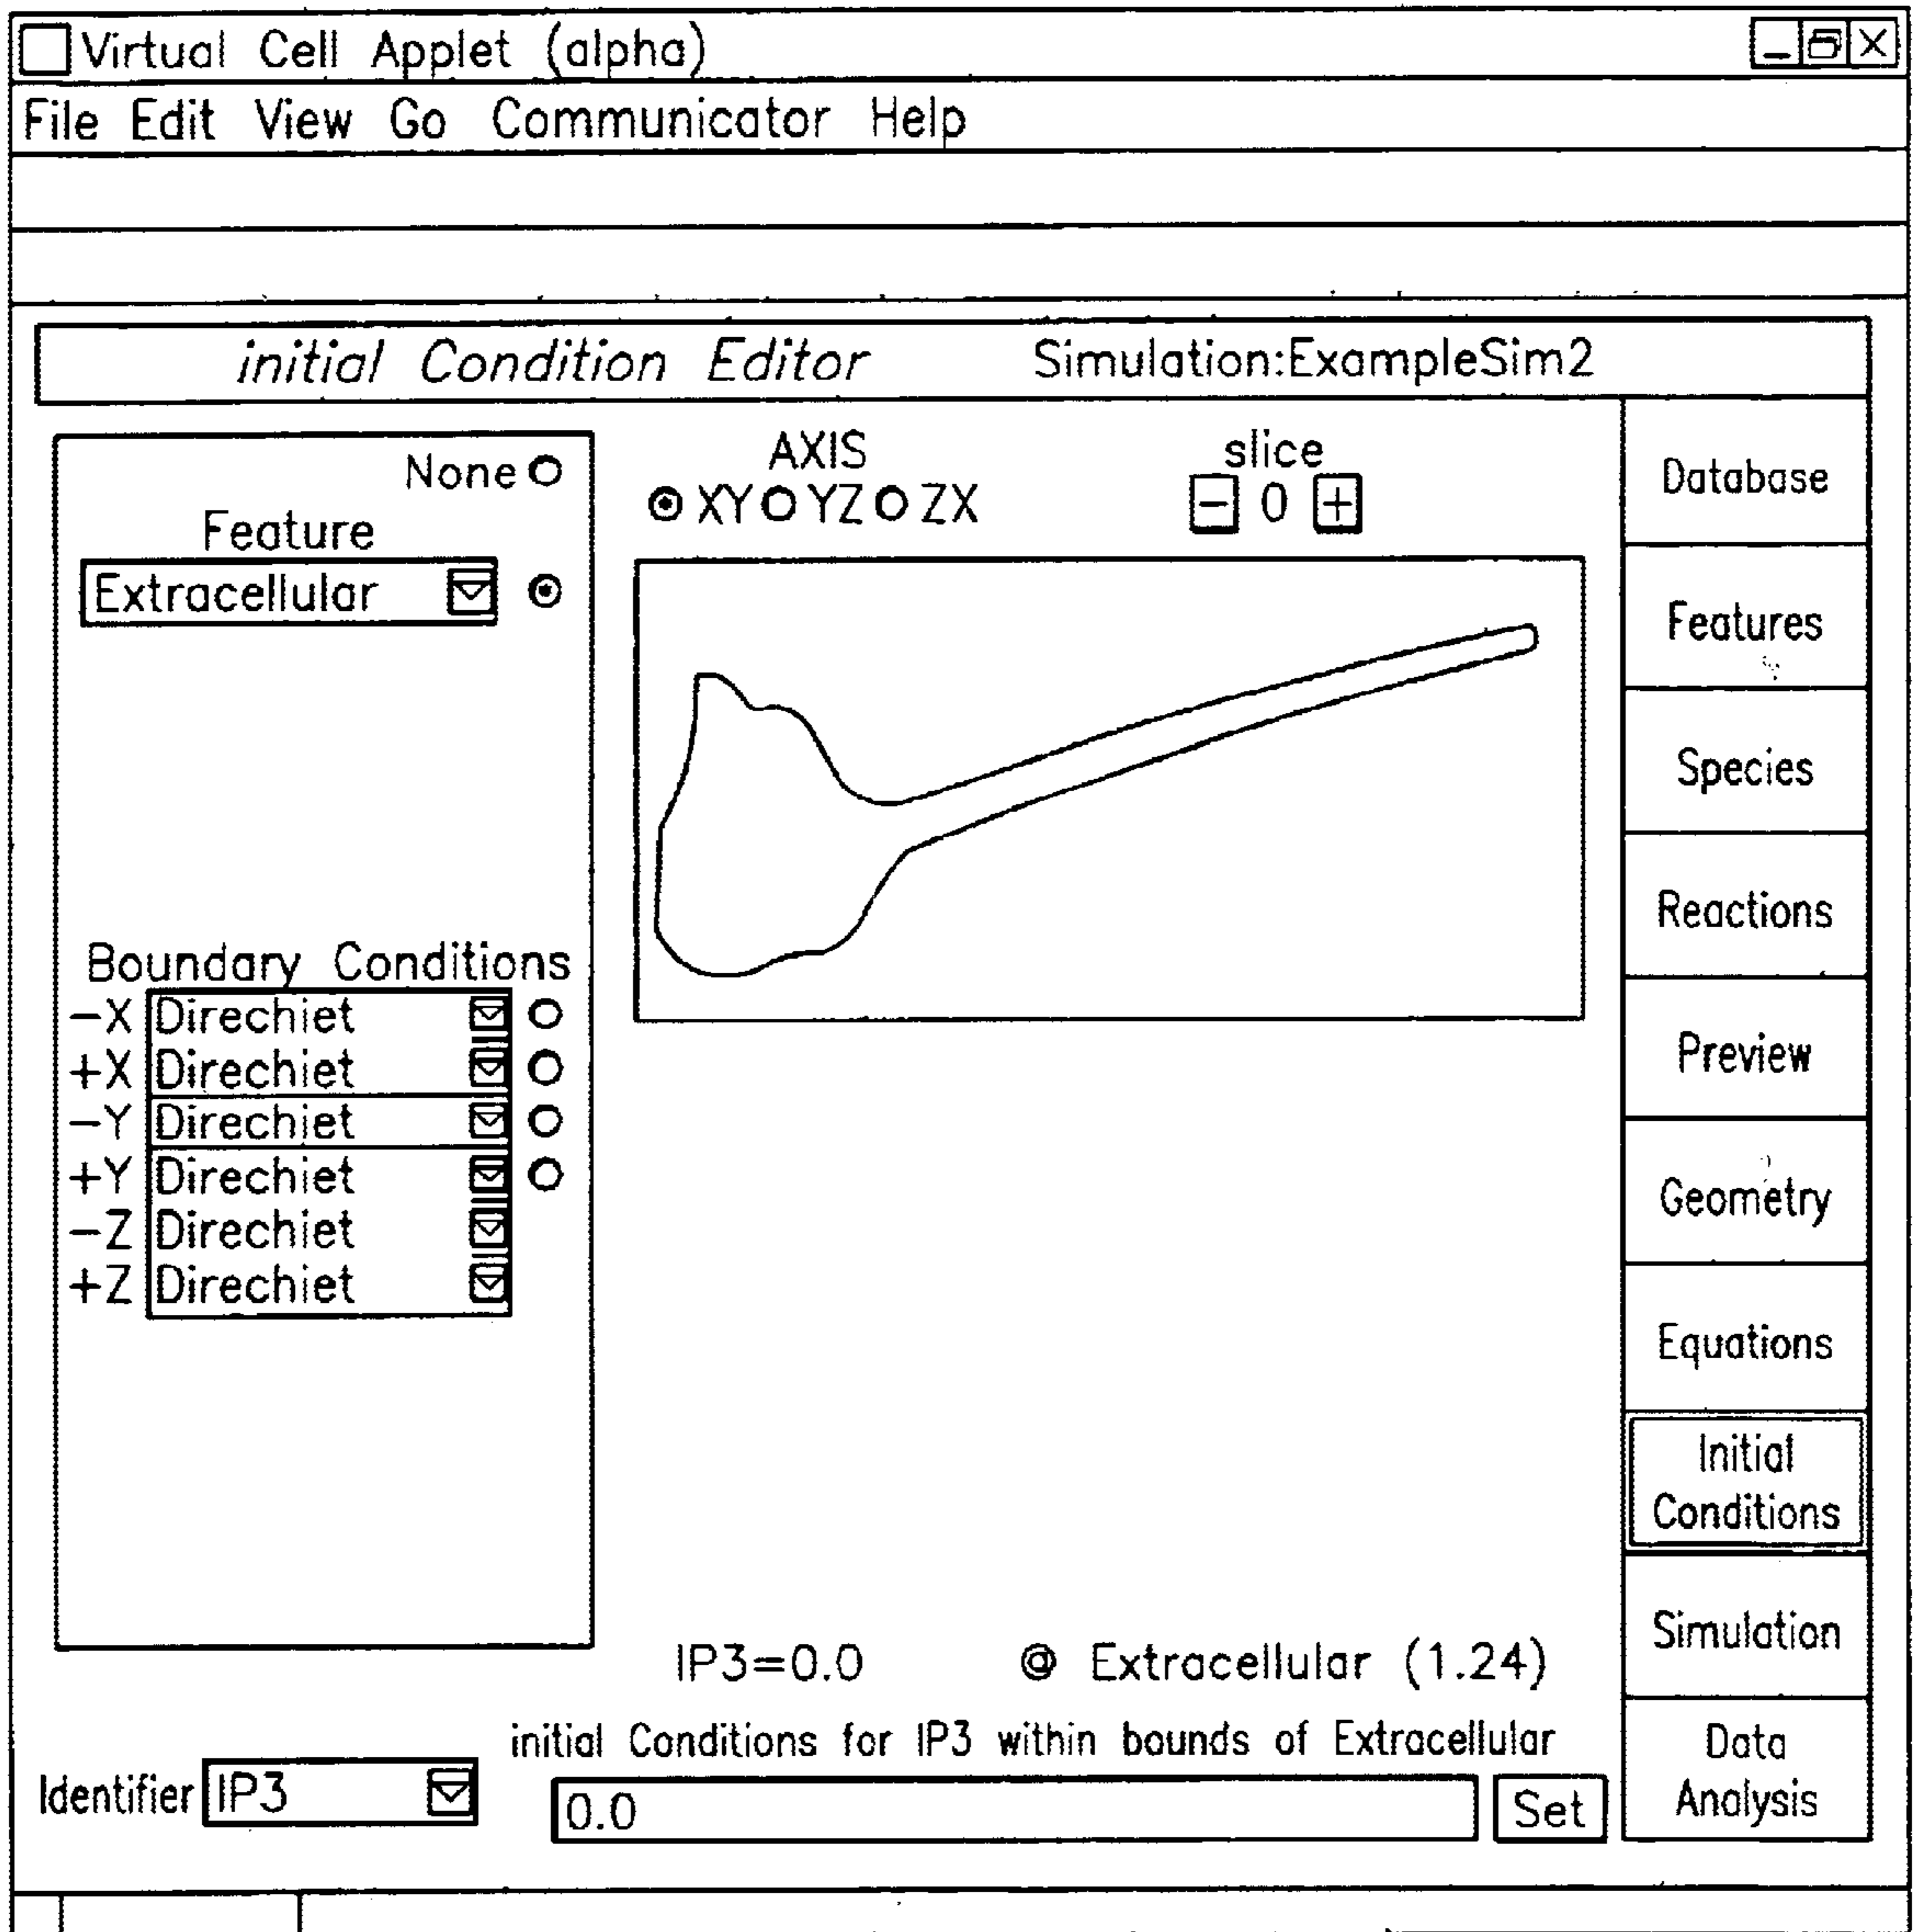 Virtual Cell Applet (alpha)
File Edit View Go Communicator Help
initial Condition Editor Simulation:ExampleSim2
None
Feature
Extracellular
AXIS
XY YZ ZX
slice
- 0 +
Boundary Conditions
-X Direchiet
+X Direchiet
-Y Direchiet
+Y Direchiet
-Z Direchiet
+Z Direchiet
IP3=0.0 @ Extracellular (1.24)
initial Conditions for IP3 within bounds of Extracellular
Identifier IP3
0.0 Set
Database
Features
Species
Reactions
Preview
Geometry
Equations
Initial
Conditions
Simulation
Data
Analysis